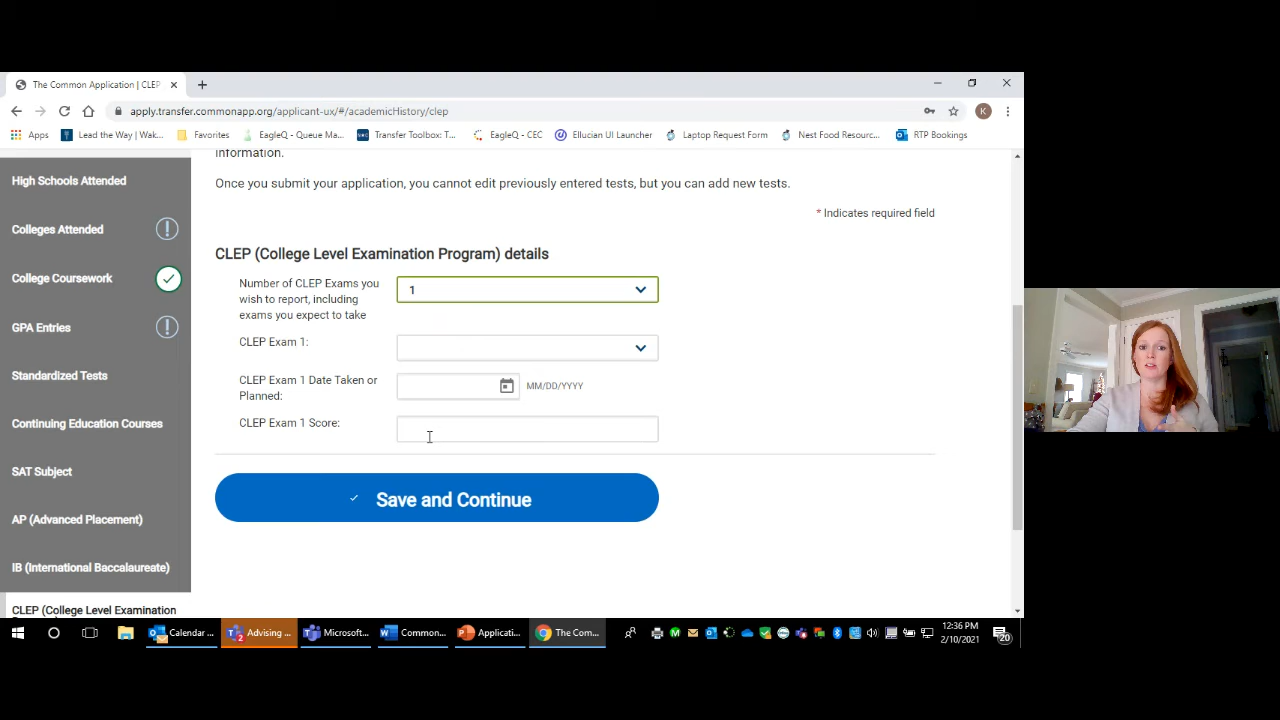 The Common Application | CLEP
apply.transfer.commonapp.org/applicant-ux/#/academicHistory/clep
K
Apps
Lead the Way | Wak...
Favorites
EagleQ - Queue Ma...
Transfer Toolbox: T...
EagleQ - CEC
Ellucian UI Launcher
Laptop Request Form
Nest Food Resourc...
RTP Bookings
information.
Once you submit your application, you cannot edit previously entered tests, but you can add new tests.
* Indicates required field
High Schools Attended
Colleges Attended
College Coursework
GPA Entries
Standardized Tests
Continuing Education Courses
SAT Subject
AP (Advanced Placement)
IB (International Baccalaureate)
CLEP (College Level Examination
CLEP (College Level Examination Program) details
Number of CLEP Exams you
wish to report, including
exams you expect to take
1
CLEP Exam 1:
CLEP Exam 1 Date Taken or
Planned:
MM/DD/YYYY
CLEP Exam 1 Score:
Save and Continue
Calendar ...
Advising ...
2
Microsoft...
Common...
Applicati...
The Com...
12:36 PM
2/10/2021
20